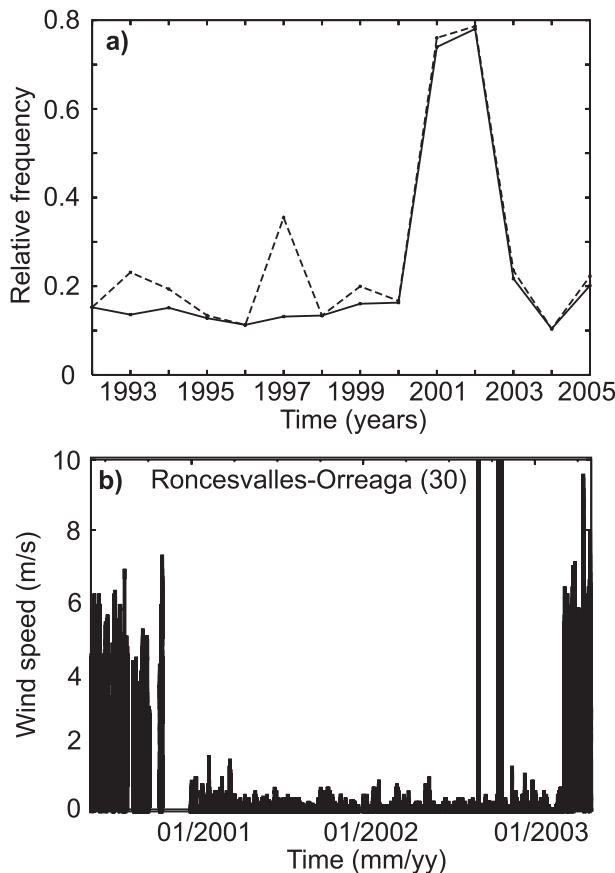 a)
Relative frequency
0.8
0.6
0.4
0.2
0
1993 1995 1997 1999 2001 2003 2005
Time (years)
b) Roncesvalles-Orreaga (30)
Wind speed (m/s)
10
8
6
4
2
0
01/2001 01/2002 01/2003
Time (mm/yy)